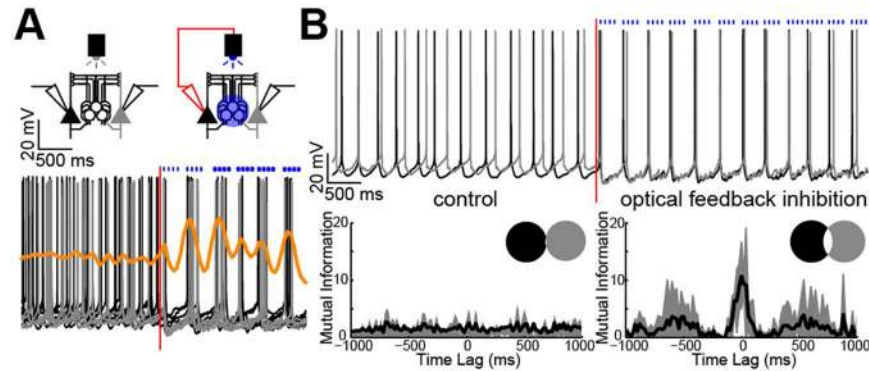 A
20 mV
500 ms
B
20 mV
500 ms
control
optical feedback inhibition
Mutual Information
20
10
0
-1000
-500
0
500
1000
Time Lag (ms)
Mutual Information
20
10
0
-1000
-500
0
500
1000
Time Lag (ms)